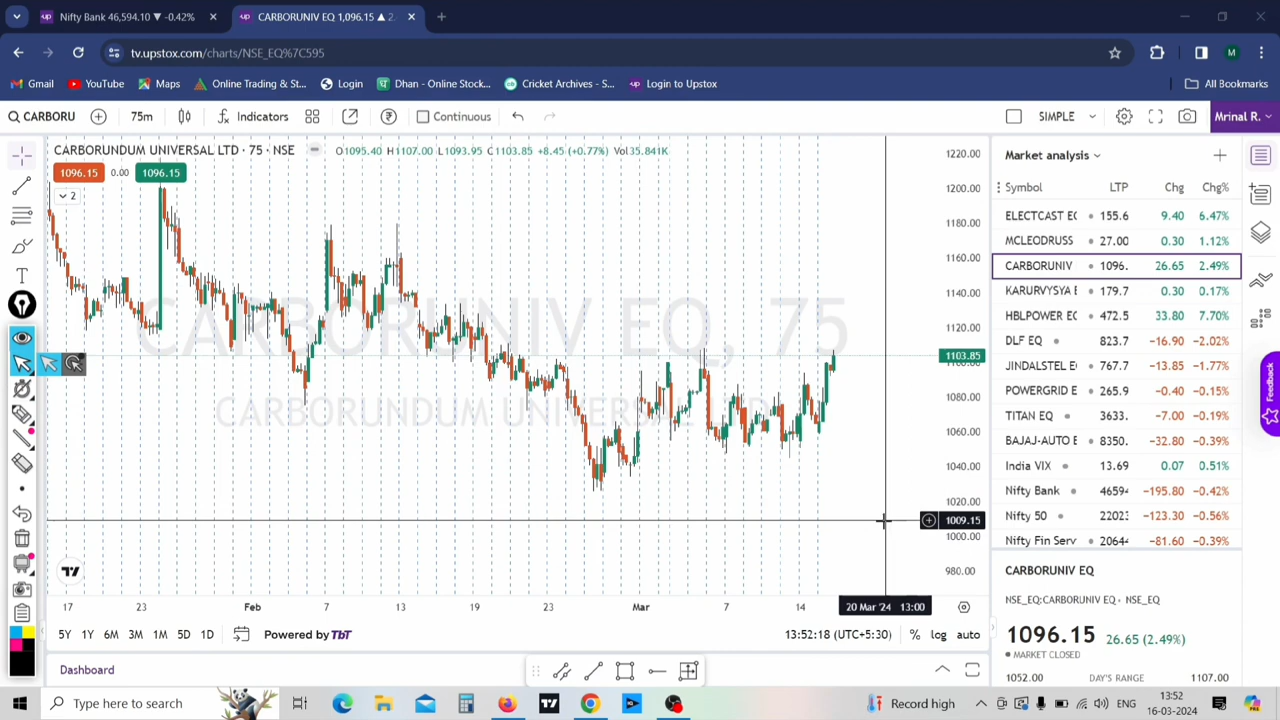 Nifty Bank 46,594.10 ▼ -0.42%
CARBORUNIV EQ 1,096.15 ▲ 2.
tv.upstox.com/charts/NSE_EQ%7C595
M
Gmail
YouTube
Maps
Online Trading & St...
Login
Dhan - Online Stock...
Cricket Archives - S...
Login to Upstox
All Bookmarks
CARBORU
75m
Indicators
Continuous
SIMPLE
Mrinal R.
CARBORUNDUM UNIVERSAL LTD · 75 · NSE
O1095.40 H1107.00 L1093.95 C1103.85 +8.45 (+0.77%) Vol35.841K
1096.15 0.00 1096.15
2
CARBORUNIV EQ, 75
CARBORUNDUM UNIVERSAL LTD
1220.00
1200.00
1180.00
1160.00
1140.00
1120.00
1103.85
1080.00
1060.00
1040.00
1020.00
1009.15
1000.00
980.00
17 23 Feb 7 13 19 23 Mar 7 14
20 Mar '24 13:00
5Y 1Y 6M 3M 1M 5D 1D
Powered by TbT
13:52:18 (UTC+5:30)
% log auto
Dashboard
Market analysis
Symbol LTP Chg Chg%
ELECTCAST EQ 155.6 9.40 6.47%
MCLEODRUSS 27.00 0.30 1.12%
CARBORUNIV 1096. 26.65 2.49%
KARURVYSYA E 179.7 0.30 0.17%
HBLPOWER EQ 472.5 33.80 7.70%
DLF EQ 823.7 -16.90 -2.02%
JINDALSTEL E 767.7 -13.85 -1.77%
POWERGRID E 265.9 -0.40 -0.15%
TITAN EQ 3633. -7.00 -0.19%
BAJAJ-AUTO E 8350. -32.80 -0.39%
India VIX 13.69 0.07 0.51%
Nifty Bank 4659 -195.80 -0.42%
Nifty 50 22023 -123.30 -0.56%
Nifty Fin Serv 20644 -81.60 -0.39%
CARBORUNIV EQ
NSE_EQ:CARBORUNIV EQ · NSE_EQ
1096.15 26.65 (2.49%)
MARKET CLOSED
1052.00 DAY'S RANGE 1107.00
Feedback
Type here to search
Record high
ENG
13:52
16-03-2024